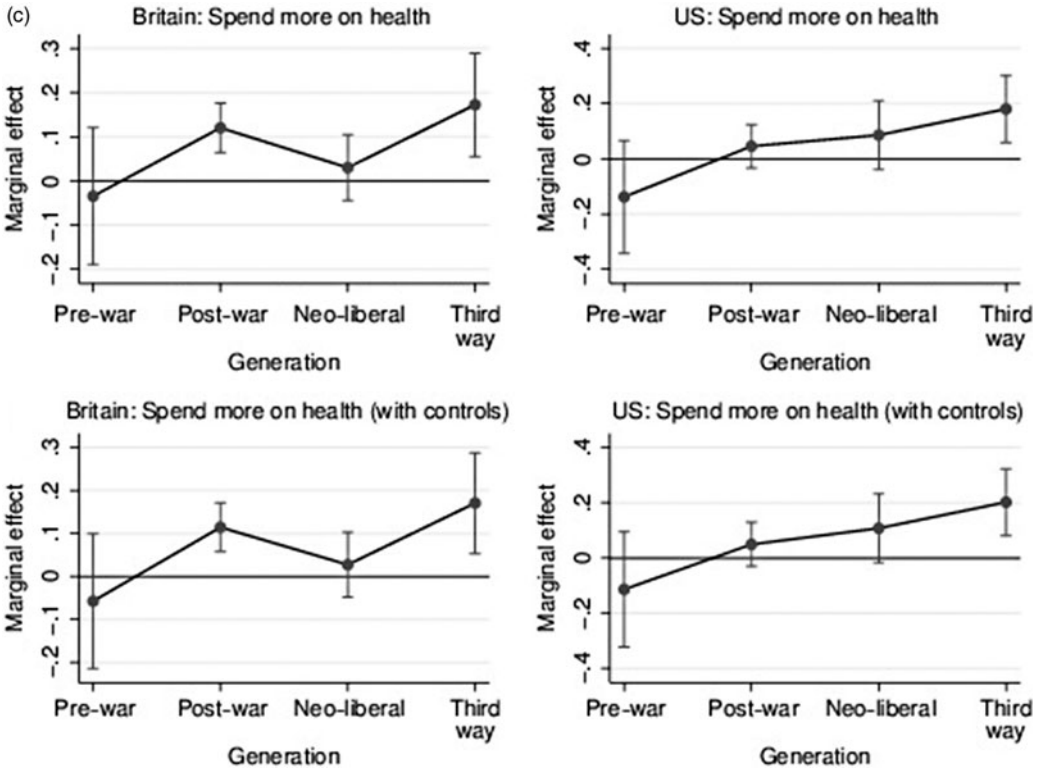 (c)
Britain: Spend more on health
Marginal effect
.3
.2
.1
0
-.1
-.2
Pre-war Post-war Neo-liberal Third way
Generation
US: Spend more on health
Marginal effect
.4
.2
0
-.2
-.4
Pre-war Post-war Neo-liberal Third way
Generation
Britain: Spend more on health (with controls)
Marginal effect
.3
.2
.1
0
-.1
-.2
Pre-war Post-war Neo-liberal Third way
Generation
US: Spend more on health (with controls)
Marginal effect
.4
.2
0
-.2
-.4
Pre-war Post-war Neo-liberal Third way
Generation